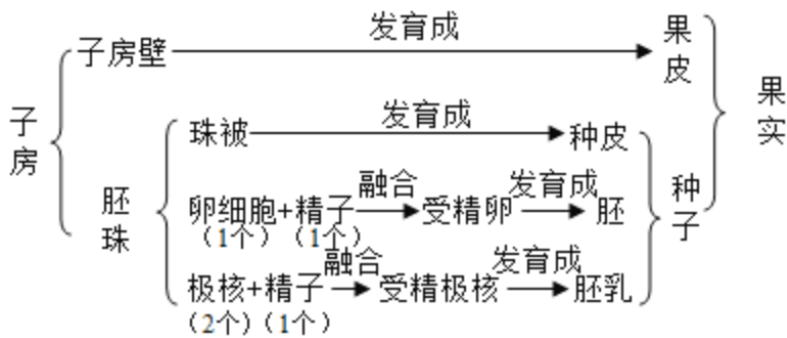 发育成
子房壁 果皮
子房 果实
发育成
珠被 种皮
胚珠 种子
融合 发育成
卵细胞+精子 受精卵 胚
（1个）（1个）
融合 发育成
极核+精子 受精极核 胚乳
（2个）（1个）